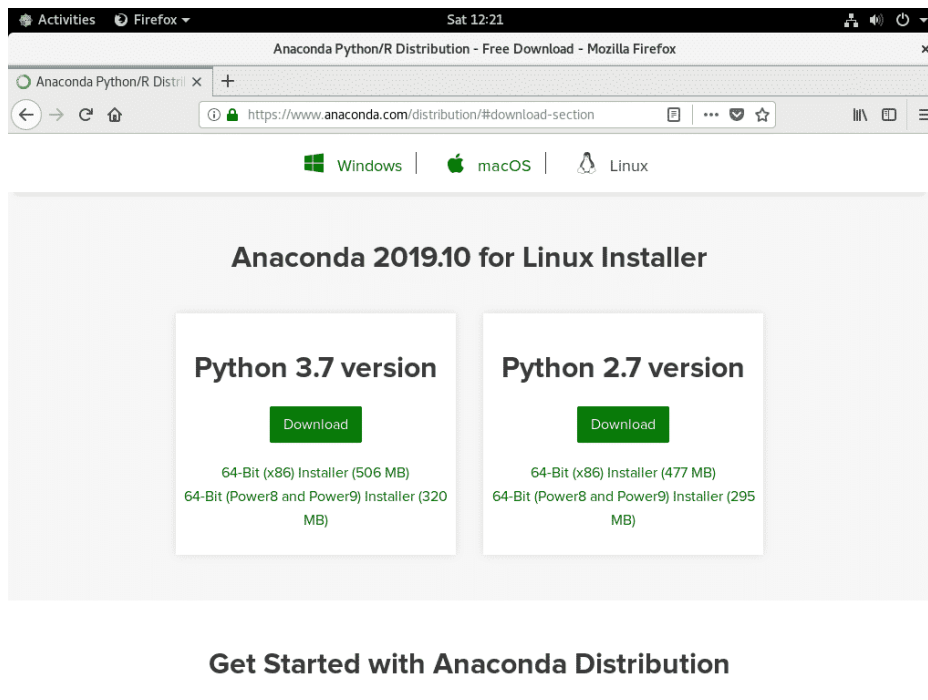 Activities Firefox Sat 12:21
Anaconda Python/R Distribution - Free Download - Mozilla Firefox
Anaconda Python/R Distri
https://www.anaconda.com/distribution/#download-section
Windows macOS Linux
Anaconda 2019.10 for Linux Installer
Python 3.7 version
Download
64-Bit (x86) Installer (506 MB)
64-Bit (Power8 and Power9) Installer (320
MB)
Python 2.7 version
Download
64-Bit (x86) Installer (477 MB)
64-Bit (Power8 and Power9) Installer (295
MB)
Get Started with Anaconda Distribution